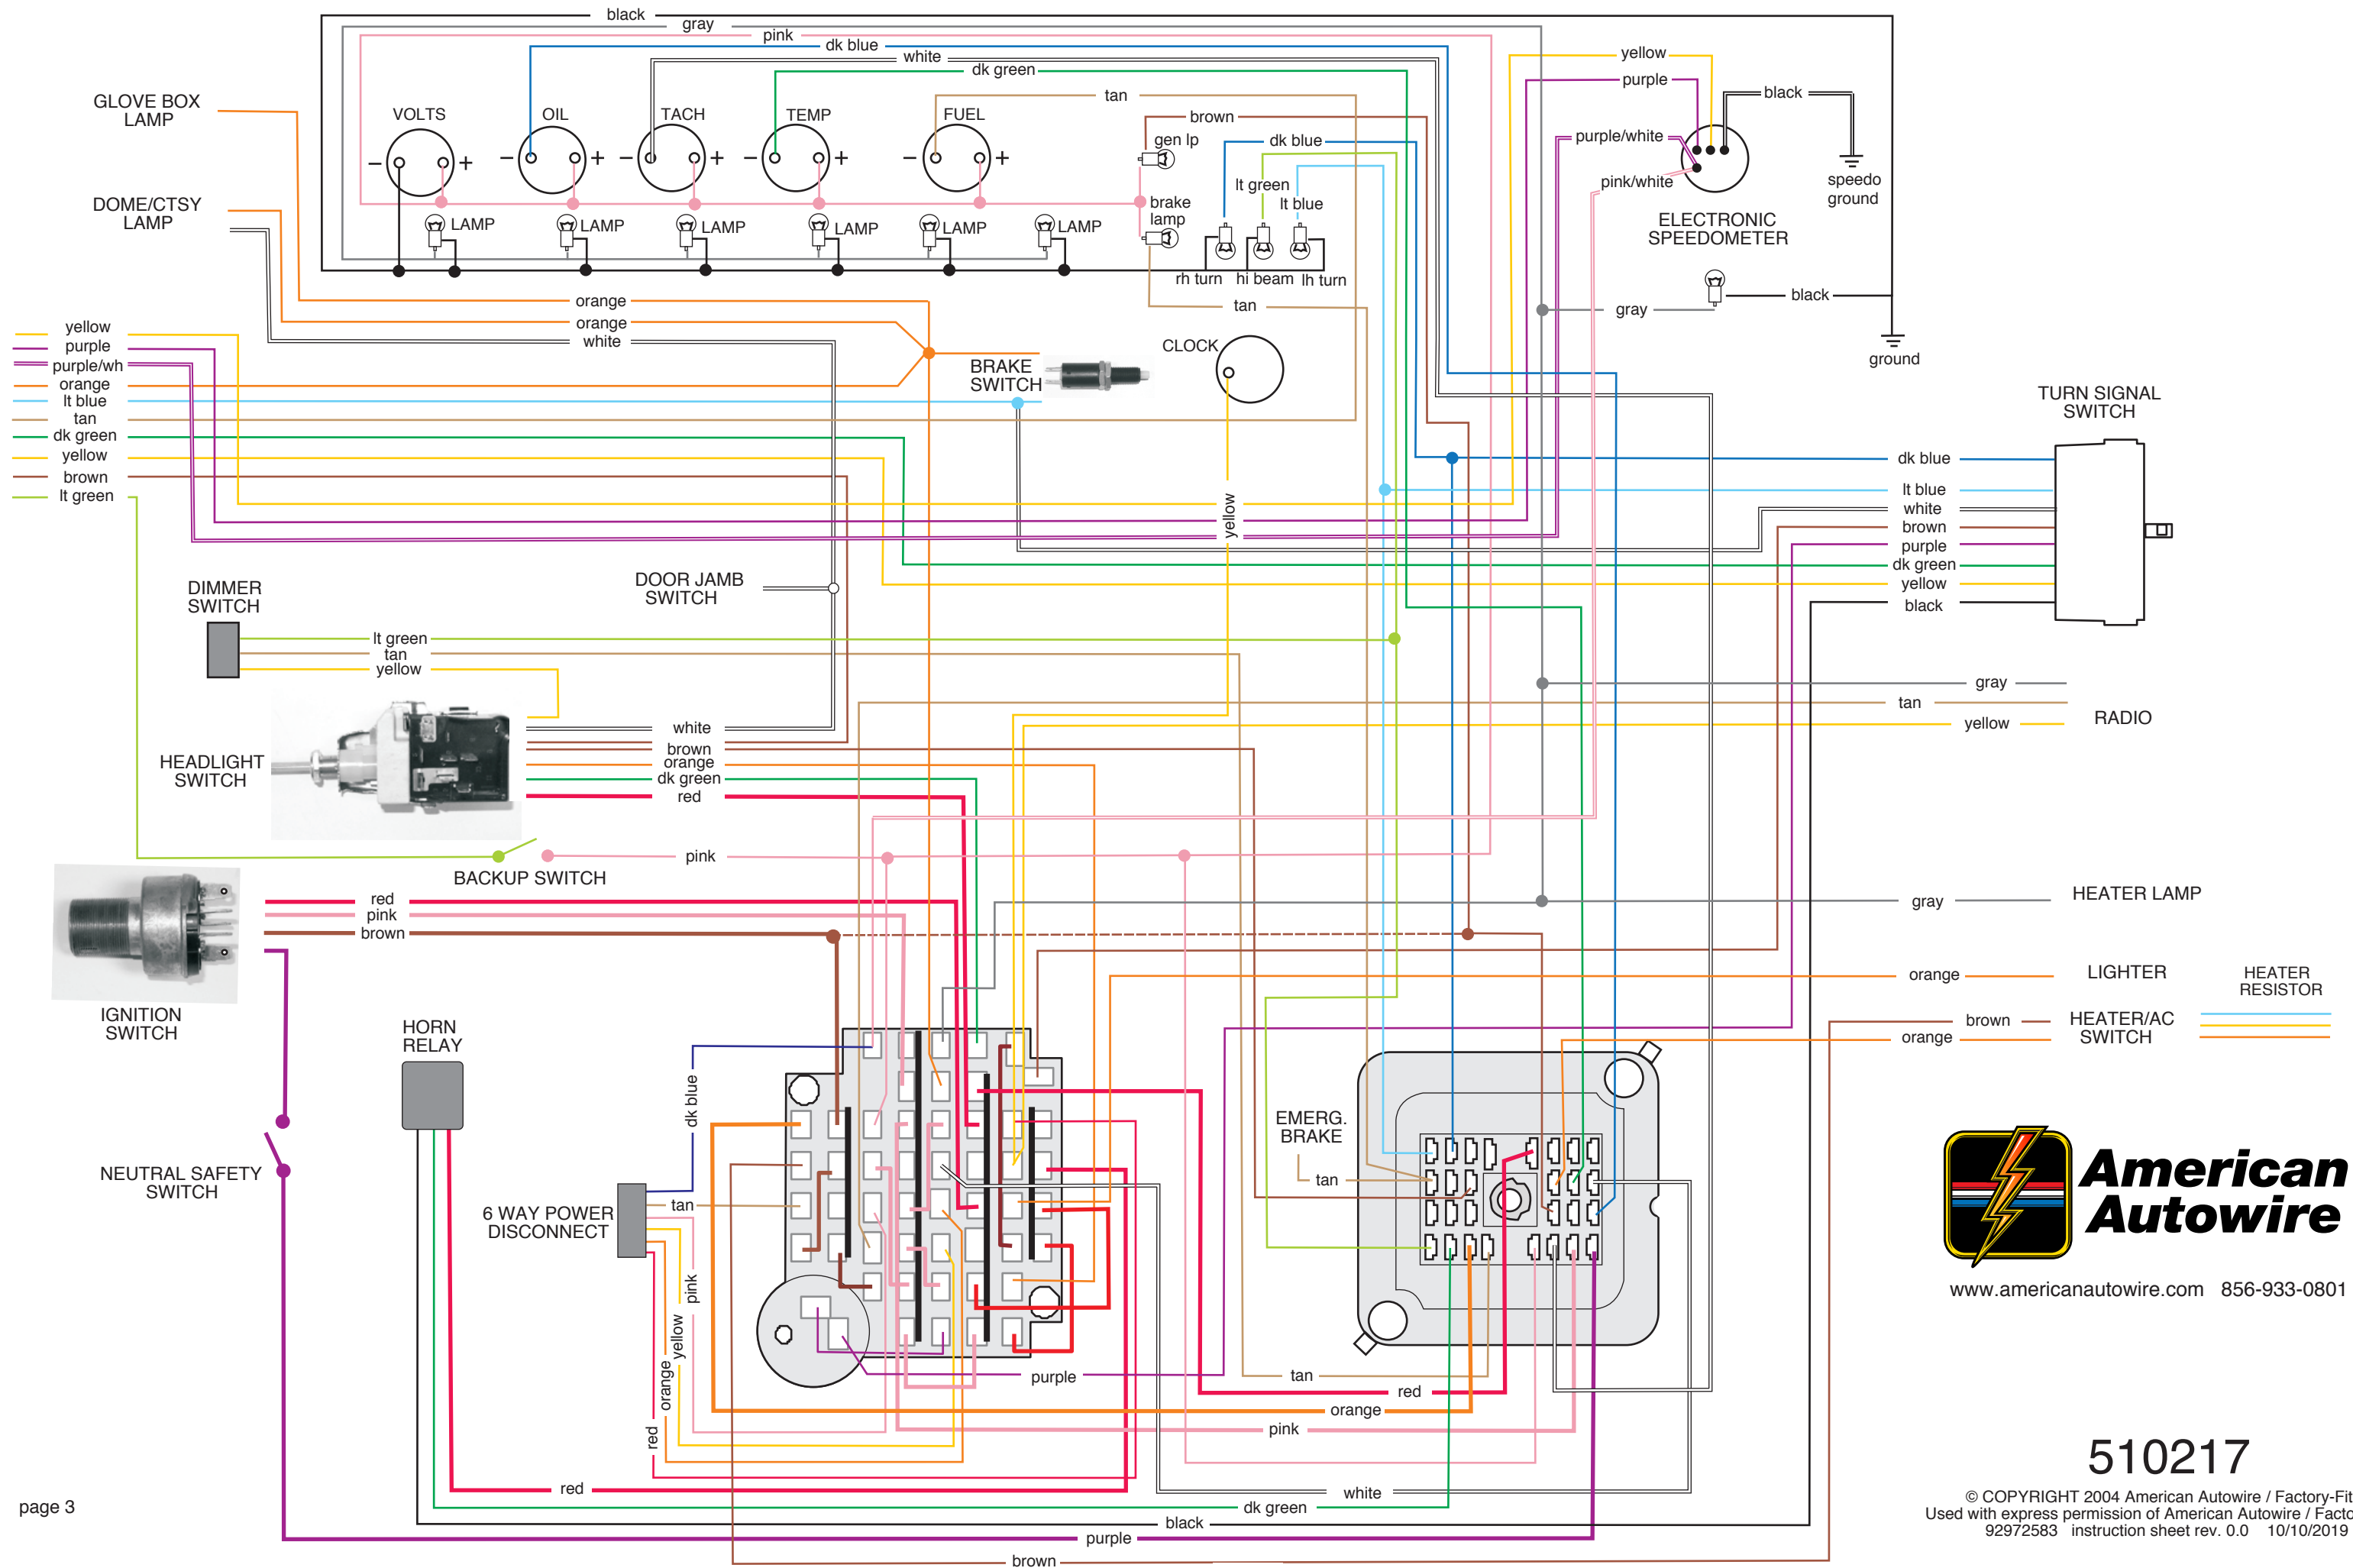 black
gray
pink
dk blue
white
dk green
tan
brown
yellow
purple
black
GLOVE BOX
LAMP
VOLTS
OIL
TACH
TEMP
FUEL
gen lp
dk blue
purple/white
− +
− +
− +
− +
− +
lt green
lt blue
pink/white
speedo
ground
DOME/CTSY
LAMP
LAMP
LAMP
LAMP
LAMP
LAMP
LAMP
brake
lamp
ELECTRONIC
SPEEDOMETER
rh turn
hi beam
lh turn
orange
orange
white
tan
gray
black
ground
yellow
purple
purple/wh
orange
lt blue
tan
dk green
yellow
brown
lt green
BRAKE
SWITCH
CLOCK
yellow
TURN SIGNAL
SWITCH
dk blue
lt blue
white
brown
purple
dk green
yellow
black
DIMMER
SWITCH
DOOR JAMB
SWITCH
lt green
tan
yellow
gray
tan
yellow
RADIO
HEADLIGHT
SWITCH
white
brown
orange
dk green
red
pink
BACKUP SWITCH
red
pink
brown
IGNITION
SWITCH
gray
HEATER LAMP
orange
LIGHTER
HEATER
RESISTOR
brown
orange
HEATER/AC
SWITCH
HORN
RELAY
NEUTRAL SAFETY
SWITCH
6 WAY POWER
DISCONNECT
dk blue
tan
pink
yellow
orange
red
EMERG.
BRAKE
tan
American
Autowire
www.americanautowire.com 856-933-0801
purple
tan
red
orange
pink
red
white
dk green
black
purple
brown
page 3
510217
© COPYRIGHT 2004 American Autowire / Factory-Fit
Used with express permission of American Autowire / Facto
92972583 instruction sheet rev. 0.0 10/10/2019